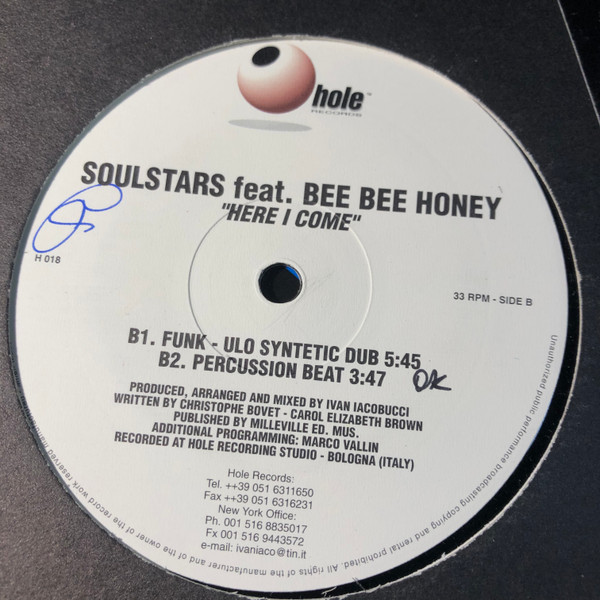 hole™
RECORDS
SOULSTARS feat. BEE BEE HONEY
"HERE I COME"
H 018
33 RPM - SIDE B
B1. FUNK - ULO SYNTETIC DUB 5:45
B2. PERCUSSION BEAT 3:47
OK
PRODUCED, ARRANGED AND MIXED BY IVAN IACOBUCCI
WRITTEN BY CHRISTOPHE BOVET - CAROL ELIZABETH BROWN
PUBLISHED BY MILLEVILLE ED. MUS.
ADDITIONAL PROGRAMMING: MARCO VALLIN
RECORDED AT HOLE RECORDING STUDIO - BOLOGNA (ITALY)
Hole Records:
Tel. ++39 051 6311650
Fax ++39 051 6316231
New York Office:
Ph. 001 516 8835017
Fx 001 516 9443572
e-mail: ivaniaco@tin.it
Unauthorized public performance broadcasting copying and rental prohibited. All rights of the owner of the record work reserved